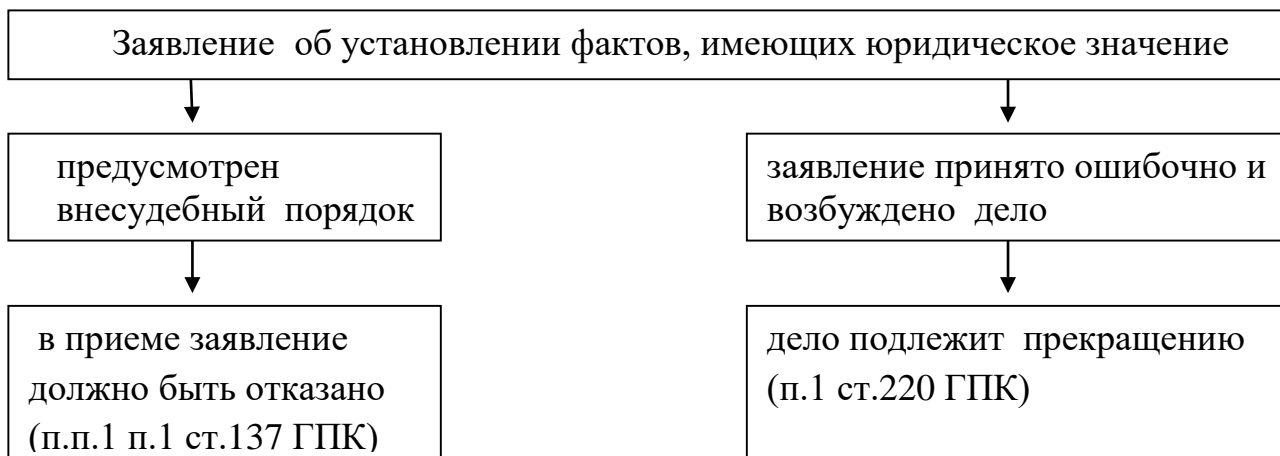 Заявление об установлении фактов, имеющих юридическое значение
предусмотрен
внесудебный порядок
заявление принято ошибочно и
возбуждено дело
в приеме заявление
должно быть отказано
(п.п.1 п.1 ст.137 ГПК)
дело подлежит прекращению
(п.1 ст.220 ГПК)